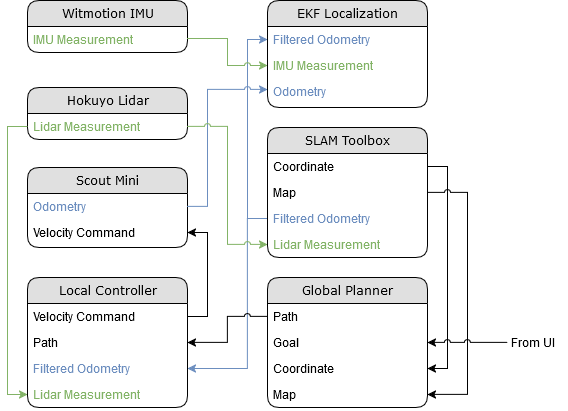 Witmotion IMU
IMU Measurement
Hokuyo Lidar
Lidar Measurement
Scout Mini
Odometry
Velocity Command
Local Controller
Velocity Command
Path
Filtered Odometry
Lidar Measurement
EKF Localization
Filtered Odometry
IMU Measurement
Odometry
SLAM Toolbox
Coordinate
Map
Filtered Odometry
Lidar Measurement
Global Planner
Path
Goal
Coordinate
Map
From UI